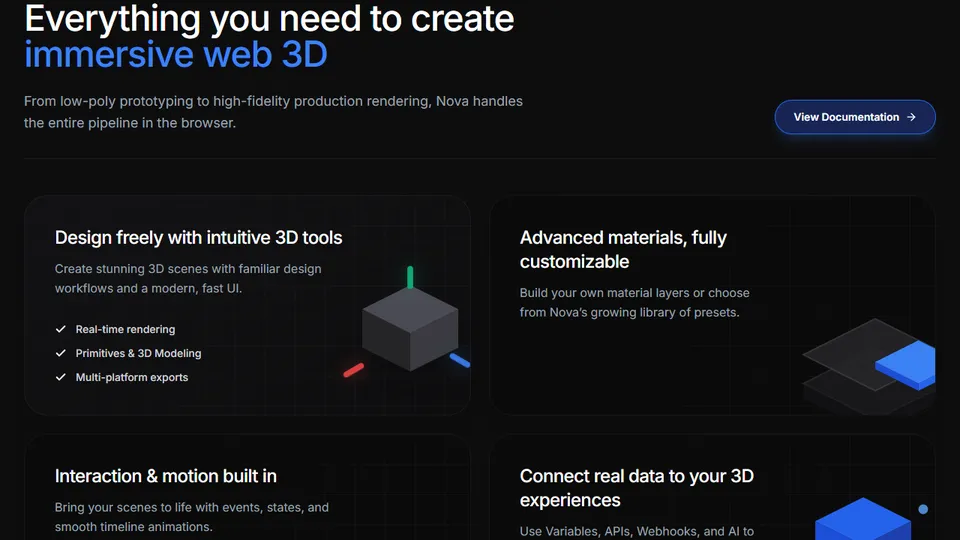 Everything you need to create
immersive web 3D
From low-poly prototyping to high-fidelity production rendering, Nova handles
the entire pipeline in the browser.
View Documentation →
Design freely with intuitive 3D tools
Create stunning 3D scenes with familiar design
workflows and a modern, fast UI.
Real-time rendering
Primitives & 3D Modeling
Multi-platform exports
Advanced materials, fully
customizable
Build your own material layers or choose
from Nova’s growing library of presets.
Interaction & motion built in
Bring your scenes to life with events, states, and
smooth timeline animations.
Connect real data to your 3D
experiences
Use Variables, APIs, Webhooks, and AI to